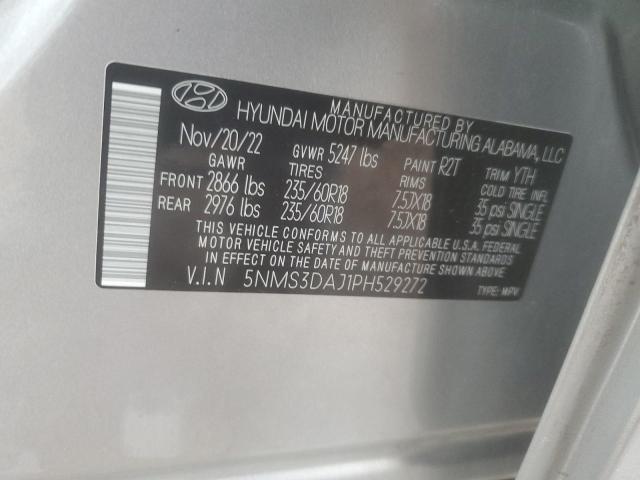 MANUFACTURED BY
HYUNDAI MOTOR MANUFACTURING ALABAMA, LLC
Nov/20/22 GVWR 5247 lbs PAINT R2T TRIM YTH
GAWR TIRES RIMS COLD TIRE INFL
FRONT 2866 lbs 235/60R18 7.5JX18 35 psi SINGLE
REAR 2976 lbs 235/60R18 7.5JX18 35 psi SINGLE
THIS VEHICLE CONFORMS TO ALL APPLICABLE U.S.A. FEDERAL
MOTOR VEHICLE SAFETY AND THEFT PREVENTION STANDARDS
IN EFFECT ON THE DATE OF MANUFACTURE SHOWN ABOVE.
V.I.N 5NMS3DAJ1PH529272 TYPE: MPV